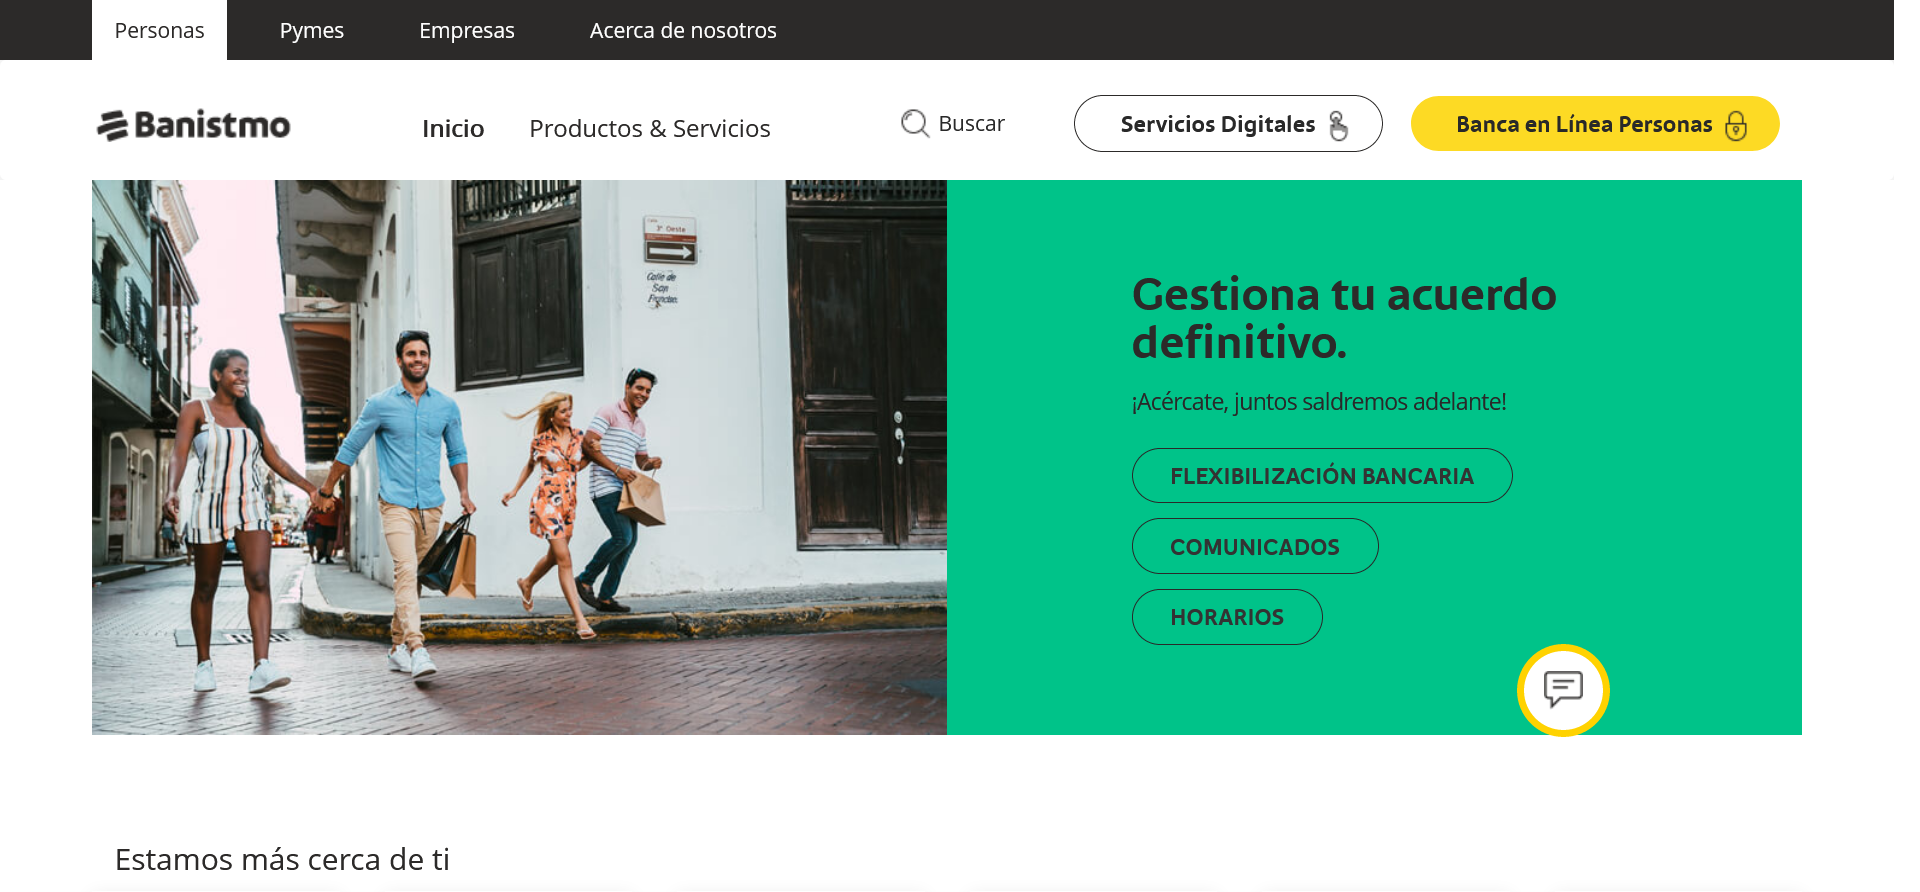 Personas Pymes Empresas Acerca de nosotros
Banistmo Inicio Productos & Servicios Buscar Servicios Digitales Banca en Línea Personas
3ª Oeste
Calle de
San
Gestiona tu acuerdo
definitivo.
¡Acércate, juntos saldremos adelante!
FLEXIBILIZACIÓN BANCARIA
COMUNICADOS
HORARIOS
Estamos más cerca de ti